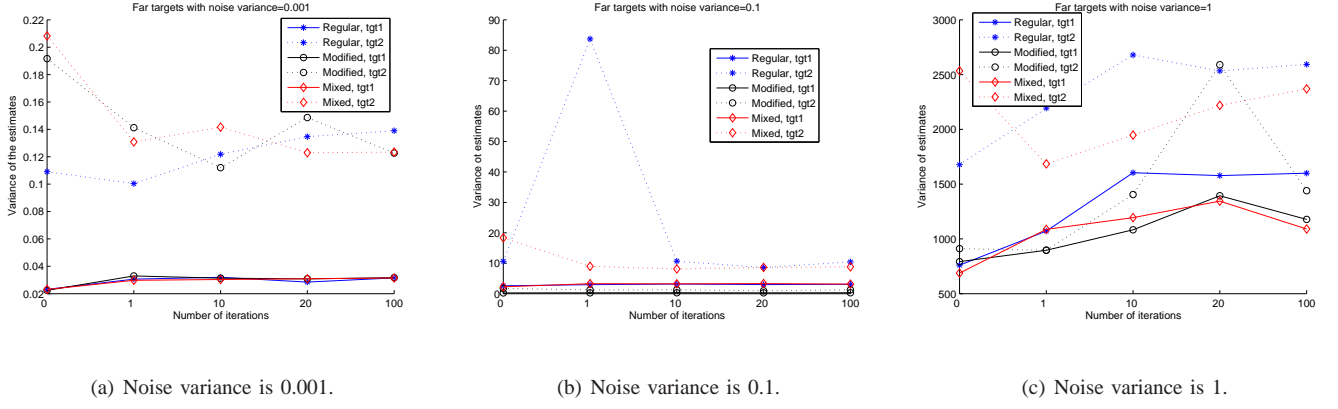 Far targets with noise variance=0.001
Variance of the estimates
0.22
0.2
0.18
0.16
0.14
0.12
0.1
0.08
0.06
0.04
0.02
Regular, tgt1
Regular, tgt2
Modified, tgt1
Modified, tgt2
Mixed, tgt1
Mixed, tgt2
0 1 10 20 100
Number of iterations
(a) Noise variance is 0.001.
Far targets with noise variance=0.1
Variance of estimates
90
80
70
60
50
40
30
20
10
0
Regular, tgt1
Regular, tgt2
Modified, tgt1
Modified, tgt2
Mixed, tgt1
Mixed, tgt2
0 1 10 20 100
Number of iterations
(b) Noise variance is 0.1.
Far targets with noise variance=1
Variance of estimates
3000
2500
2000
1500
1000
500
Regular, tgt1
Regular, tgt2
Modified, tgt1
Modified, tgt2
Mixed, tgt1
Mixed, tgt2
0 1 10 20 100
Number of iterations
(c) Noise variance is 1.